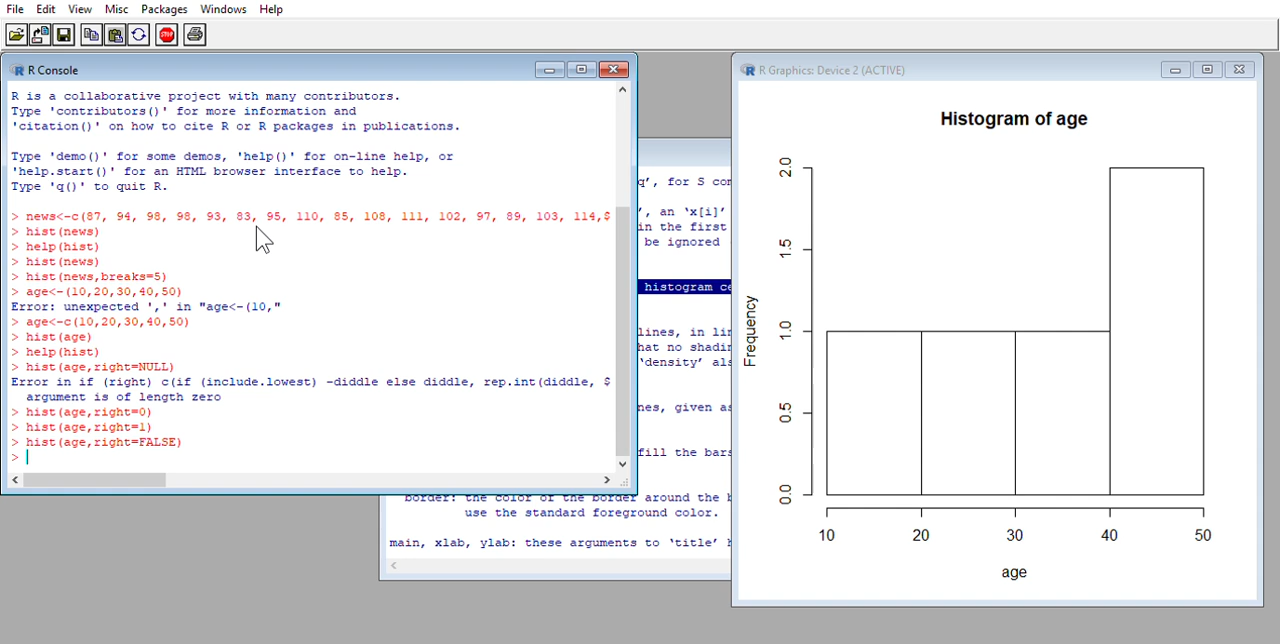 File Edit View Misc Packages Windows Help
STOP
R Console
R is a collaborative project with many contributors.
Type 'contributors()' for more information and
'citation()' on how to cite R or R packages in publications.
Type 'demo()' for some demos, 'help()' for on-line help, or
'help.start()' for an HTML browser interface to help.
Type 'q()' to quit R.
> news<-c(87, 94, 98, 98, 93, 83, 95, 110, 85, 108, 111, 102, 97, 89, 103, 114,$
> hist(news)
> help(hist)
> hist(news)
> hist(news,breaks=5)
> age<-(10,20,30,40,50)
Error: unexpected ',' in "age<-(10,"
> age<-c(10,20,30,40,50)
> hist(age)
> help(hist)
> hist(age,right=NULL)
Error in if (right) c(if (include.lowest) -diddle else diddle, rep.int(diddle, $
argument is of length zero
> hist(age,right=0)
> hist(age,right=1)
> hist(age,right=FALSE)
>
q', for S
', an 'x[i]'
in the first
be ignored
histogram
lines, in
hat no
'density'
nes, given
fill the bars
border: the color of the border around the
use the standard foreground color.
main, xlab, ylab: these arguments to 'title'
R Graphics: Device 2 (ACTIVE)
Histogram of age
2.0
1.5
1.0
0.5
0.0
Frequency
10 20 30 40 50
age